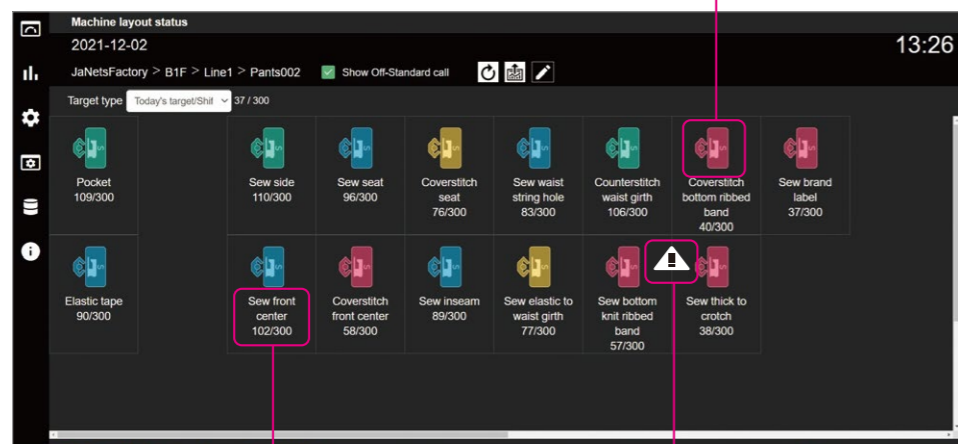 Machine layout status
2021-12-02
13:26
JaNetsFactory > B1F > Line1 > Pants002
Show Off-Standard call
Target type
Today's target/Shif
37 / 300
Pocket
109/300
Sew side
110/300
Sew seat
96/300
Coverstitch
seat
76/300
Sew waist
string hole
83/300
Counterstitch
waist girth
106/300
Coverstitch
bottom ribbed
band
40/300
Sew brand
label
37/300
Elastic tape
90/300
Sew front
center
102/300
Coverstitch
front center
58/300
Sew inseam
89/300
Sew elastic to
waist girth
77/300
Sew bottom
knit ribbed
band
57/300
Sew thick to
crotch
38/300